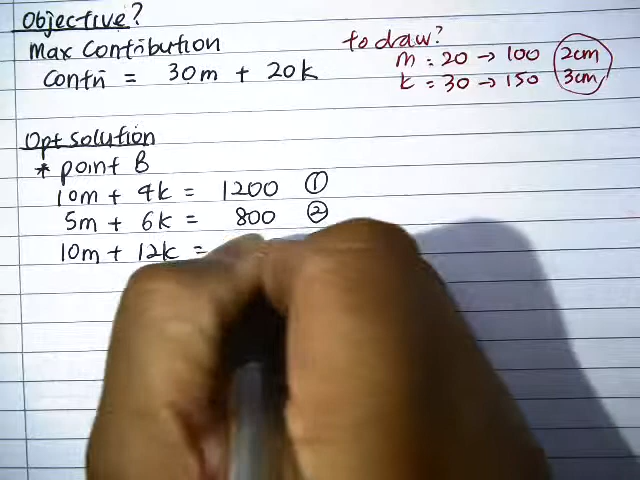 Objective?
Max Contribution
Contn = 30m + 20k
to draw?
m = 20 → 100 2cm
k = 30 → 150 3cm
Opt solution
* point B
10m + 4k = 1200 ①
5m + 6k = 800 ②
10m + 12k =